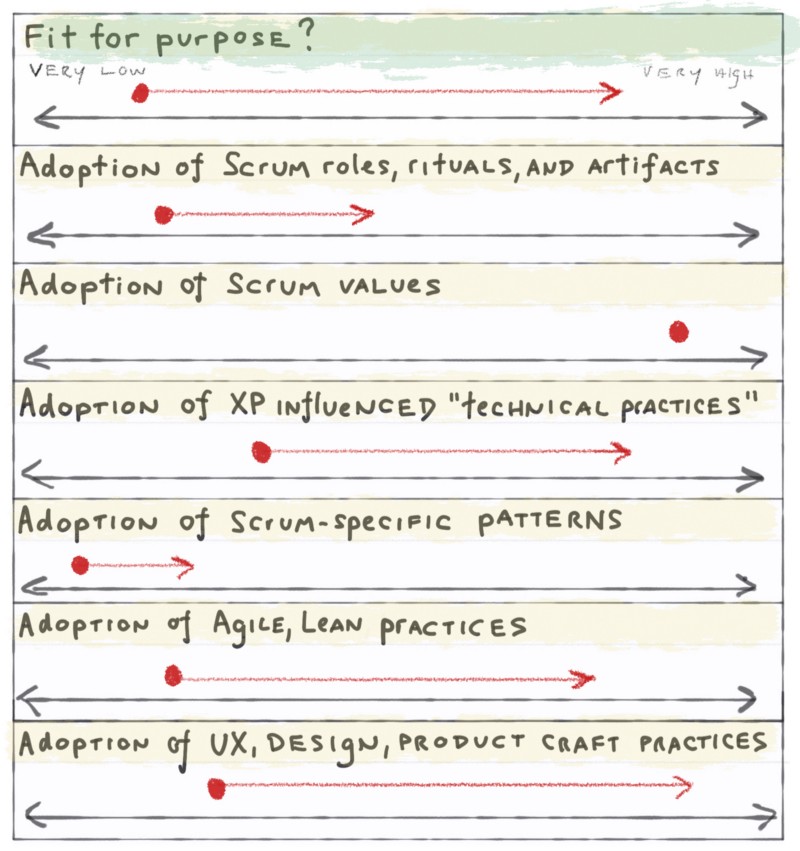 Fit for purpose?
VERY LOW VERY HIGH
Adoption of Scrum roles, rituals, and artifacts
Adoption of Scrum values
Adoption of XP influenced "technical practices"
Adoption of Scrum-specific patterns
Adoption of Agile, Lean practices
Adoption of UX, Design, product craft practices